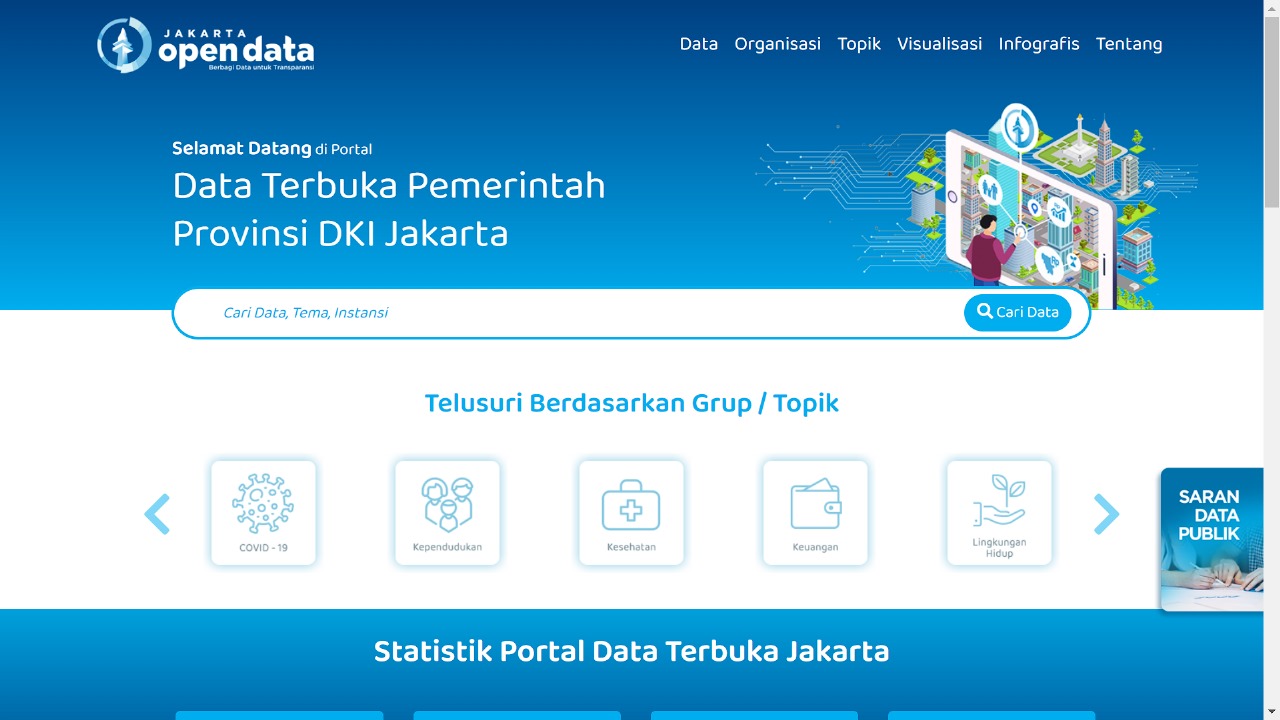 JAKARTA
open data
Berbagi Data untuk Transparansi
Data Organisasi Topik Visualisasi Infografis Tentang
Selamat Datang di Portal
Data Terbuka Pemerintah
Provinsi DKI Jakarta
Cari Data, Tema, Instansi
Cari Data
Telusuri Berdasarkan Grup / Topik
COVID - 19
Kependudukan
Kesehatan
Keuangan
Lingkungan
Hidup
SARAN
DATA
PUBLIK
Statistik Portal Data Terbuka Jakarta